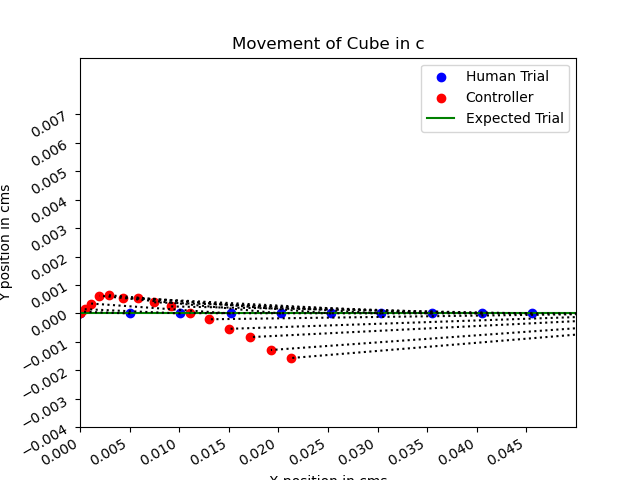 Movement of Cube in c
Human Trial
Controller
Expected Trial
Y position in cms
0.007
0.006
0.005
0.004
0.003
0.002
0.001
0.000
−0.001
−0.002
−0.003
−0.004
0.000 0.005 0.010 0.015 0.020 0.025 0.030 0.035 0.040 0.045